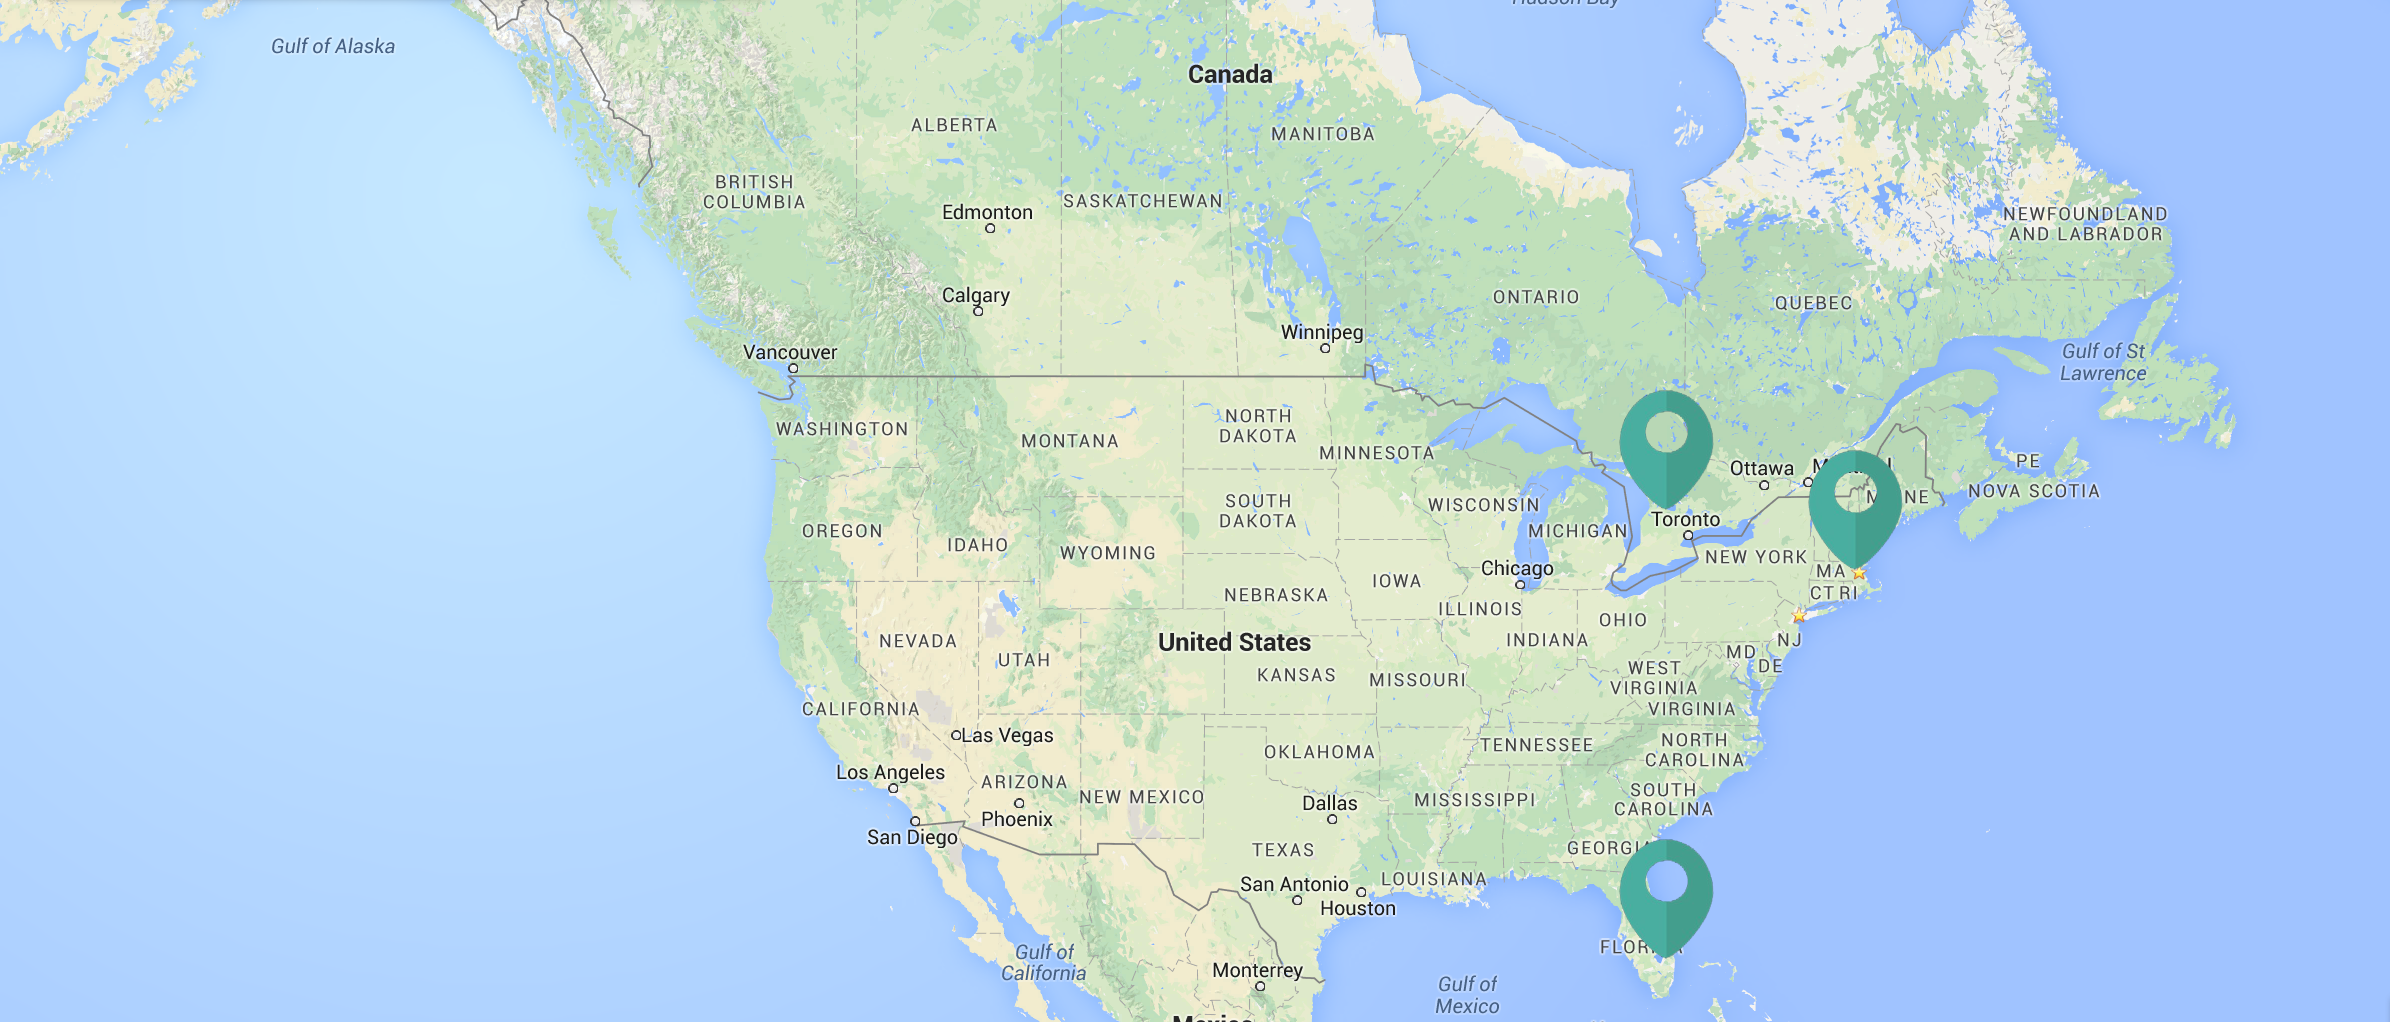 Hudson Bay
Gulf of Alaska
Canada
ALBERTA
MANITOBA
BRITISH
COLUMBIA
SASKATCHEWAN
Edmonton
NEWFOUNDLAND
AND LABRADOR
Calgary
ONTARIO
QUEBEC
Winnipeg
Vancouver
Gulf of St
Lawrence
WASHINGTON
MONTANA
NORTH
DAKOTA
MINNESOTA
Ottawa
PE
NOVA SCOTIA
SOUTH
DAKOTA
WISCONSIN
MICHIGAN
Toronto
OREGON
IDAHO
WYOMING
NEW YORK
Chicago
IOWA
MA
NEBRASKA
CT RI
ILLINOIS
OHIO
NEVADA
United States
INDIANA
NJ
UTAH
MD
DE
KANSAS
MISSOURI
WEST
VIRGINIA
CALIFORNIA
VIRGINIA
Las Vegas
OKLAHOMA
TENNESSEE
NORTH
CAROLINA
Los Angeles
ARIZONA
NEW MEXICO
Dallas
MISSISSIPPI
SOUTH
CAROLINA
Phoenix
San Diego
TEXAS
GEORGI
San Antonio
LOUISIANA
Houston
FLOR
Gulf of
California
Monterrey
Gulf of
Mexico
Mexico